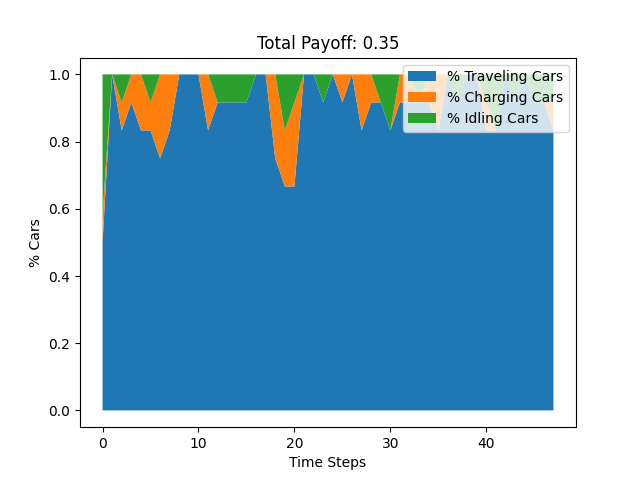 Total Payoff: 0.35
% Traveling Cars
% Charging Cars
% Idling Cars
% Cars
1.0
0.8
0.6
0.4
0.2
0.0
0
10
20
30
40
Time Steps